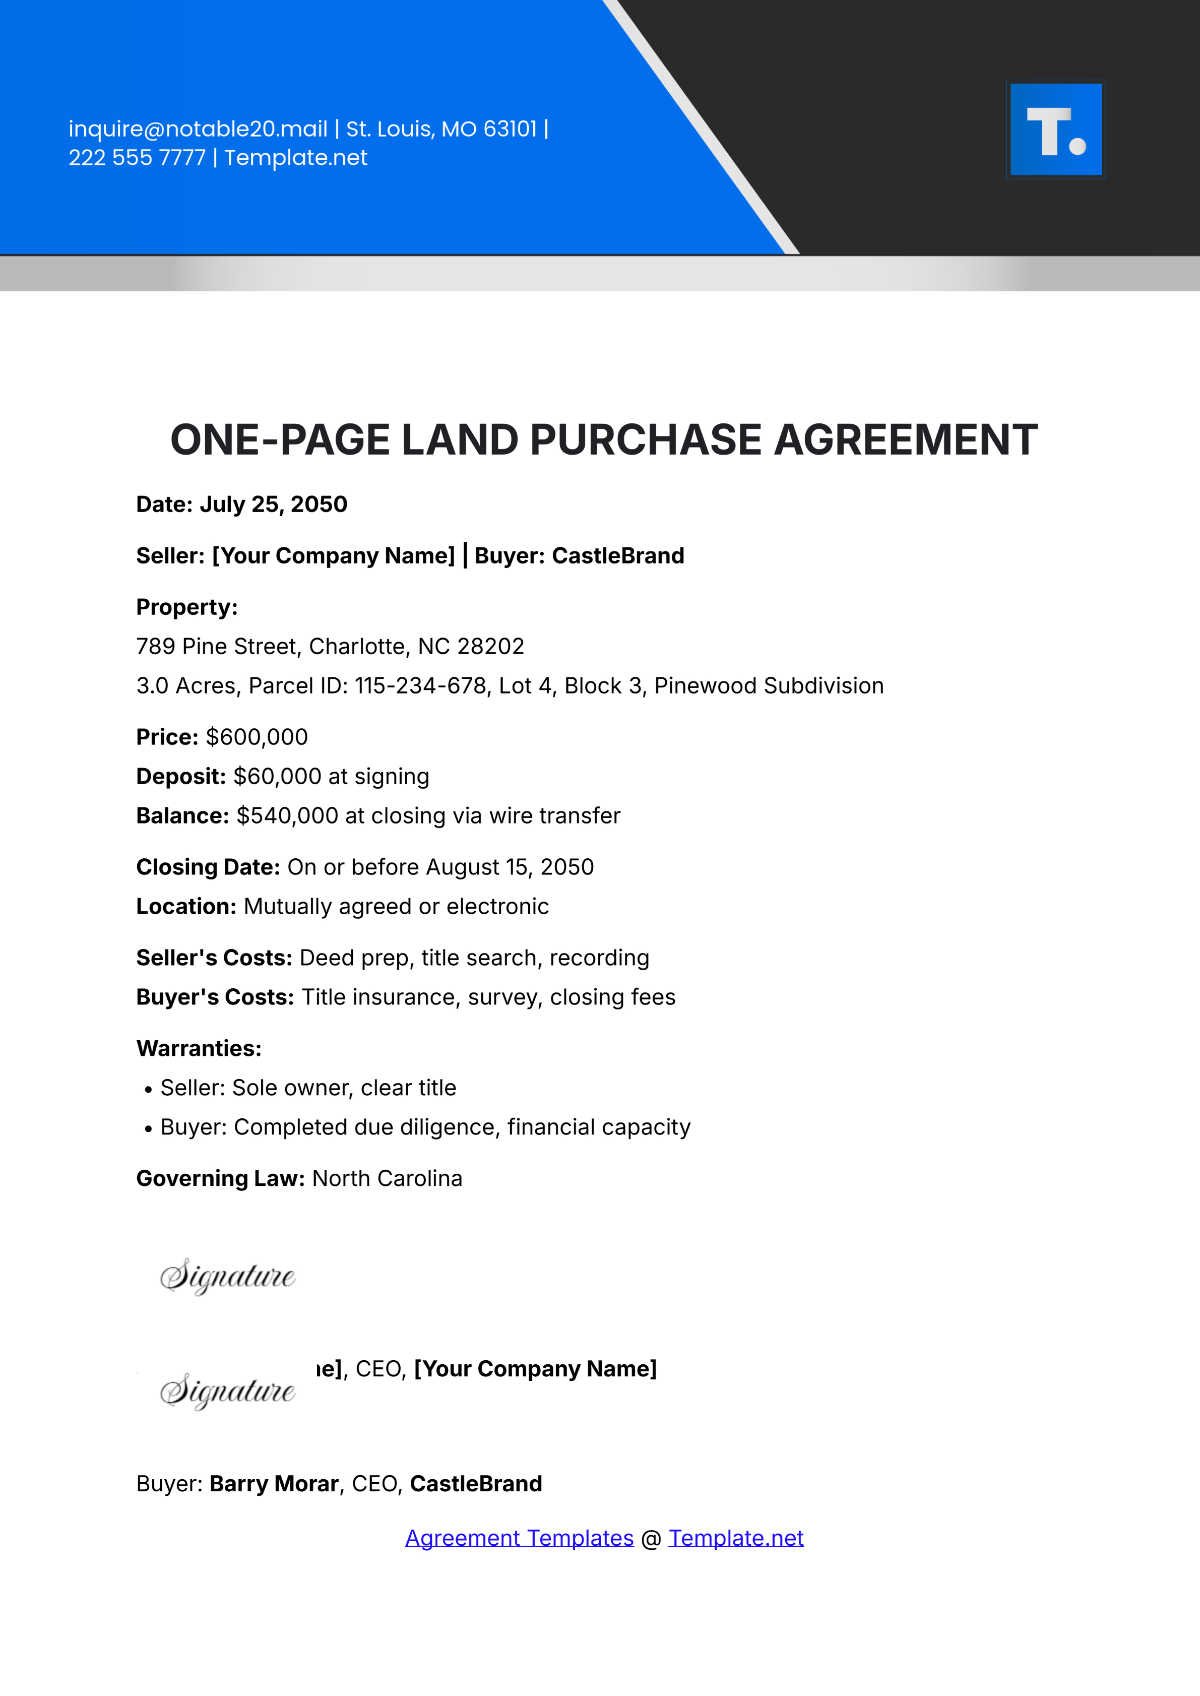 inquire@notable20.mail | St. Louis, MO 63101 |
222 555 7777 | Template.net
T.
ONE-PAGE LAND PURCHASE AGREEMENT
Date: July 25, 2050
Seller: [Your Company Name] | Buyer: CastleBrand
Property:
789 Pine Street, Charlotte, NC 28202
3.0 Acres, Parcel ID: 115-234-678, Lot 4, Block 3, Pinewood Subdivision
Price: $600,000
Deposit: $60,000 at signing
Balance: $540,000 at closing via wire transfer
Closing Date: On or before August 15, 2050
Location: Mutually agreed or electronic
Seller's Costs: Deed prep, title search, recording
Buyer's Costs: Title insurance, survey, closing fees
Warranties:
• Seller: Sole owner, clear title
• Buyer: Completed due diligence, financial capacity
Governing Law: North Carolina
Signature
e], CEO, [Your Company Name]
Signature
Buyer: Barry Morar, CEO, CastleBrand
Agreement Templates @ Template.net